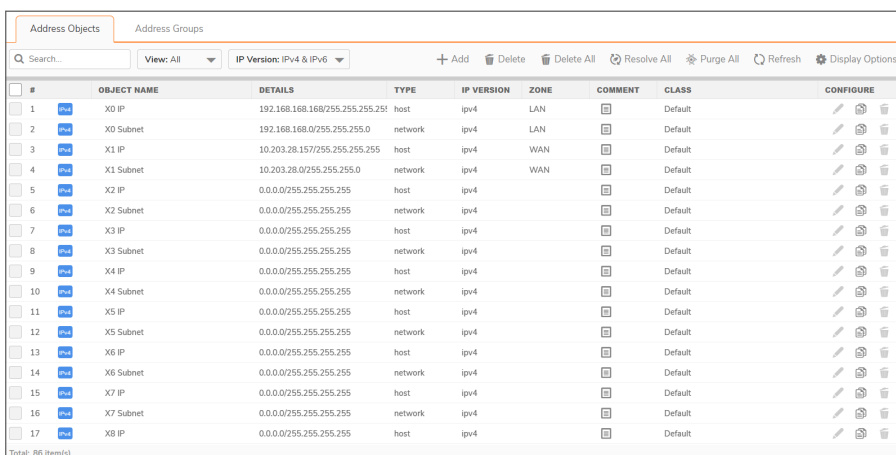 Address Objects Address Groups
Search... View: All IP Version: IPv4 & IPv6 Add Delete Delete All Resolve All Purge All Refresh Display Options
# OBJECT NAME DETAILS TYPE IP VERSION ZONE COMMENT CLASS CONFIGURE
1 IPv4 X0 IP 192.168.168.168/255.255.255.255 host ipv4 LAN Default
2 IPv4 X0 Subnet 192.168.168.0/255.255.255.0 network ipv4 LAN Default
3 IPv4 X1 IP 10.203.28.157/255.255.255.255 host ipv4 WAN Default
4 IPv4 X1 Subnet 10.203.28.0/255.255.255.0 network ipv4 WAN Default
5 IPv4 X2 IP 0.0.0.0/255.255.255.255 host ipv4 Default
6 IPv4 X2 Subnet 0.0.0.0/255.255.255.255 network ipv4 Default
7 IPv4 X3 IP 0.0.0.0/255.255.255.255 host ipv4 Default
8 IPv4 X3 Subnet 0.0.0.0/255.255.255.255 network ipv4 Default
9 IPv4 X4 IP 0.0.0.0/255.255.255.255 host ipv4 Default
10 IPv4 X4 Subnet 0.0.0.0/255.255.255.255 network ipv4 Default
11 IPv4 X5 IP 0.0.0.0/255.255.255.255 host ipv4 Default
12 IPv4 X5 Subnet 0.0.0.0/255.255.255.255 network ipv4 Default
13 IPv4 X6 IP 0.0.0.0/255.255.255.255 host ipv4 Default
14 IPv4 X6 Subnet 0.0.0.0/255.255.255.255 network ipv4 Default
15 IPv4 X7 IP 0.0.0.0/255.255.255.255 host ipv4 Default
16 IPv4 X7 Subnet 0.0.0.0/255.255.255.255 network ipv4 Default
17 IPv4 X8 IP 0.0.0.0/255.255.255.255 host ipv4 Default
Total: 86 item(s)